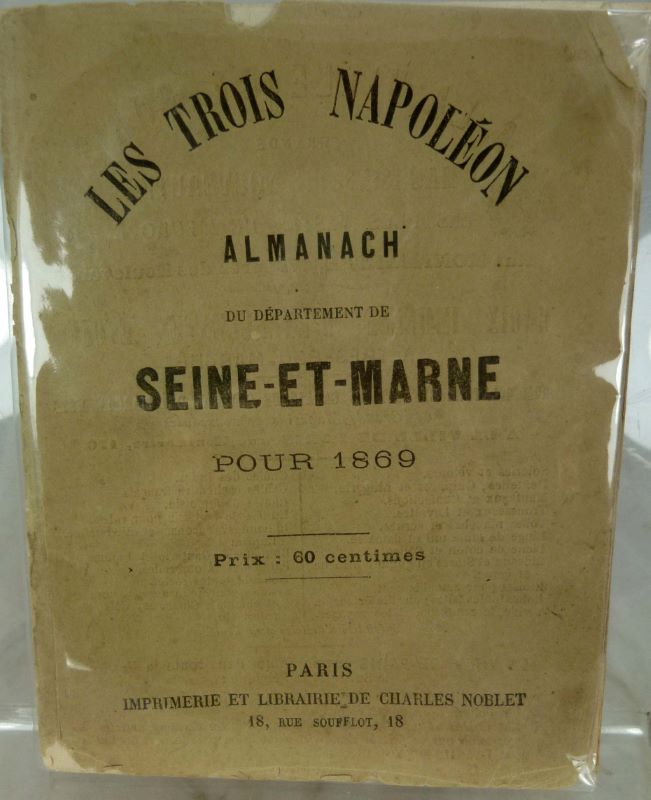 LES TROIS NAPOLÉON
ALMANACH
DU DÉPARTEMENT DE
SEINE-ET-MARNE
POUR 1869
Prix : 60 centimes
PARIS
IMPRIMERIE ET LIBRAIRIE DE CHARLES NOBLET
18, RUE SOUFFLOT, 18